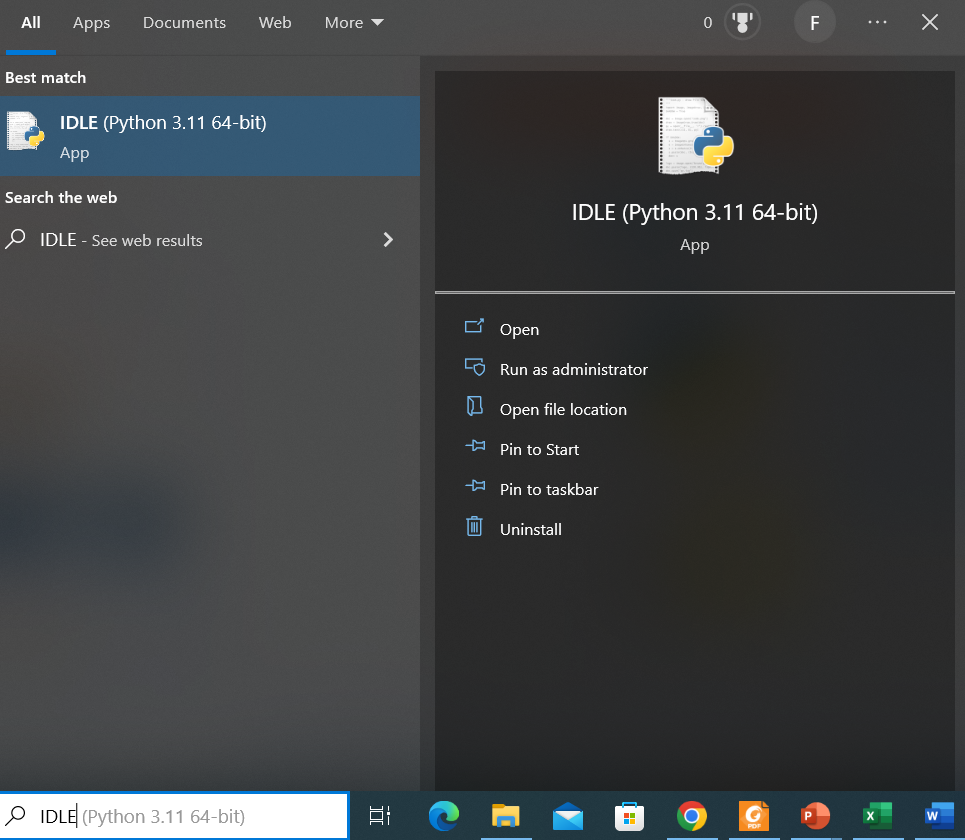 All Apps Documents Web More 0 F
Best match
IDLE (Python 3.11 64-bit)
App
Search the web
IDLE - See web results
IDLE (Python 3.11 64-bit)
App
Open
Run as administrator
Open file location
Pin to Start
Pin to taskbar
Uninstall
IDLE (Python 3.11 64-bit)
PDF
P
X
W